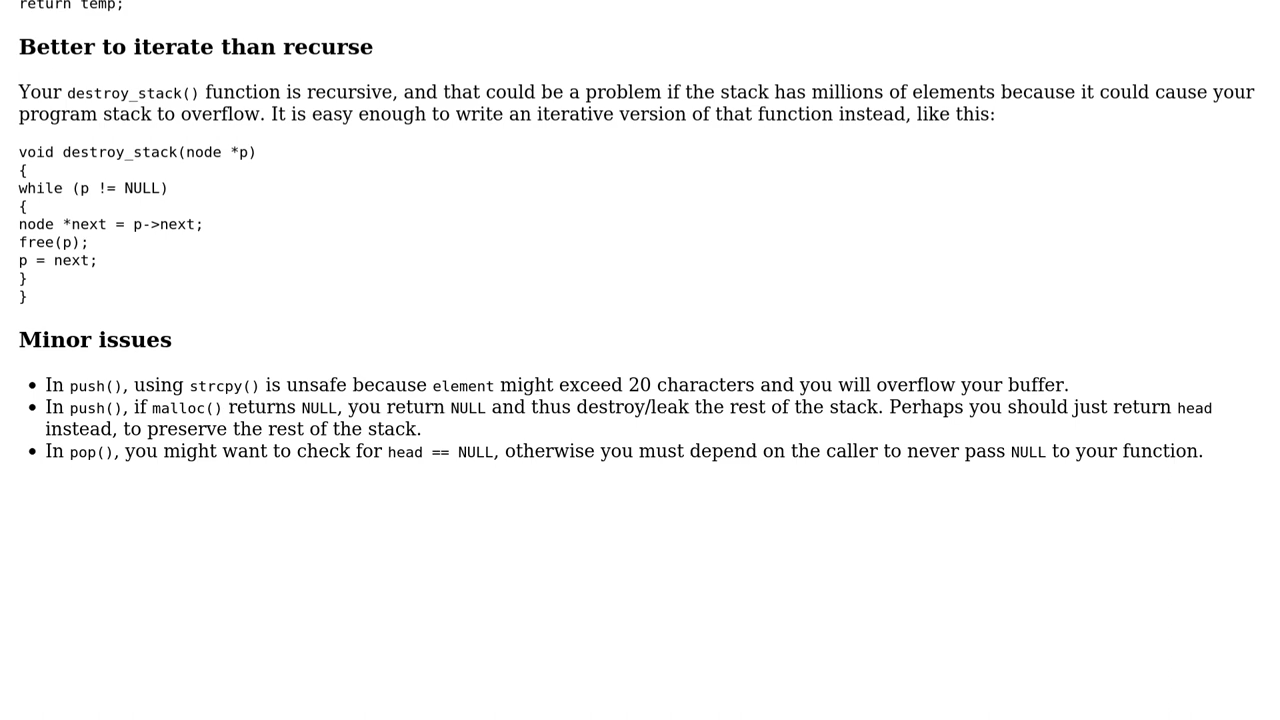 return temp;
Better to iterate than recurse
Your destroy_stack() function is recursive, and that could be a problem if the stack has millions of elements because it could cause your
program stack to overflow. It is easy enough to write an iterative version of that function instead, like this:
void destroy_stack(node *p)
{
while (p != NULL)
{
node *next = p->next;
free(p);
p = next;
}
}
Minor issues
• In push(), using strcpy() is unsafe because element might exceed 20 characters and you will overflow your buffer.
• In push(), if malloc() returns NULL, you return NULL and thus destroy/leak the rest of the stack. Perhaps you should just return head
instead, to preserve the rest of the stack.
• In pop(), you might want to check for head == NULL, otherwise you must depend on the caller to never pass NULL to your function.